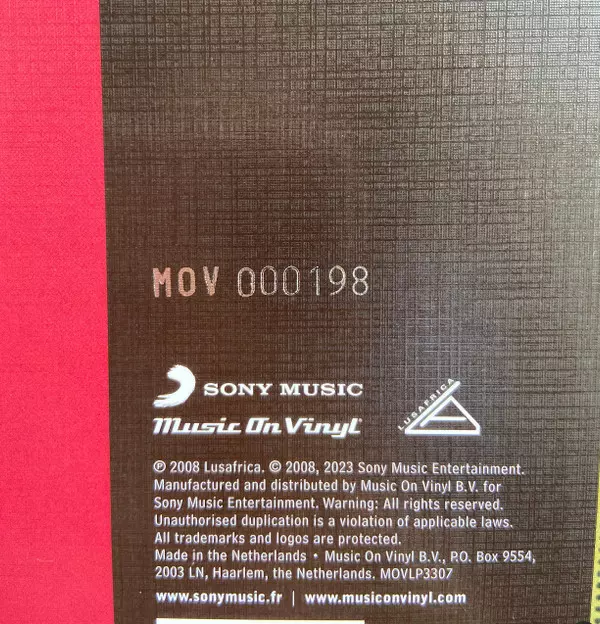 MOV 000198
SONY MUSIC
Music On Vinyl
LUSAFRICA
℗ 2008 Lusafrica. © 2008, 2023 Sony Music Entertainment.
Manufactured and distributed by Music On Vinyl B.V. for
Sony Music Entertainment. Warning: All rights reserved.
Unauthorised duplication is a violation of applicable laws.
All trademarks and logos are protected.
Made in the Netherlands • Music On Vinyl B.V., P.O. Box 9554,
2003 LN, Haarlem, the Netherlands. MOVLP3307
www.sonymusic.fr | www.musiconvinyl.com